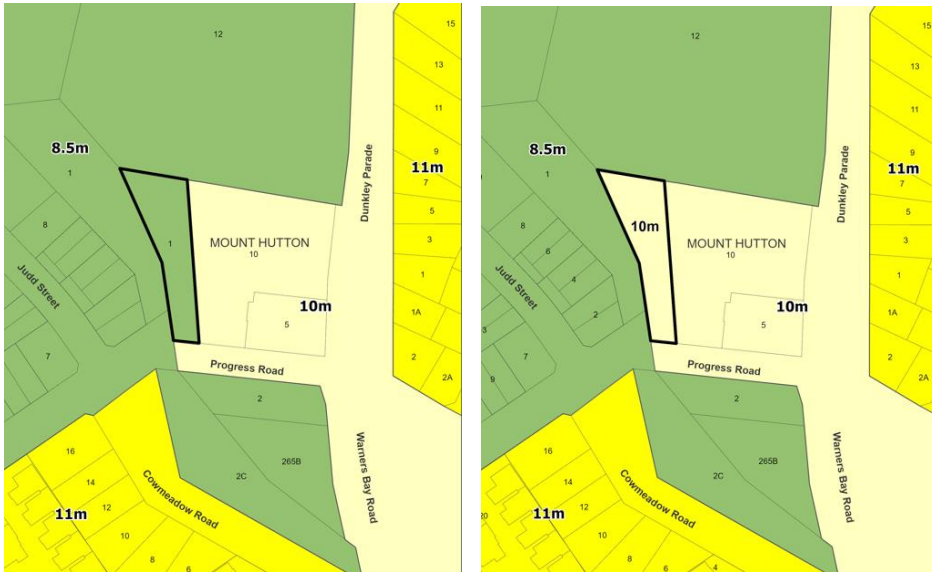 12
15
13
11
9
7
5
3
1
1A
2
2A
8.5m
1
8
1
MOUNT HUTTON
10
11m
Dunkley Parade
10m
5
Judd Street
7
Progress Road
2
265B
2C
Warners Bay Road
Cowmeadow Road
16
14
12
10
8
6
11m
12
15
13
11
9
7
5
3
1
1A
2
2A
8.5m
1
8
6
4
2
10m
MOUNT HUTTON
10
11m
Dunkley Parade
10m
5
Judd Street
3
7
9
Progress Road
2
265B
2C
Warners Bay Road
Cowmeadow Road
16
14
12
20
10
8
6
4
11m